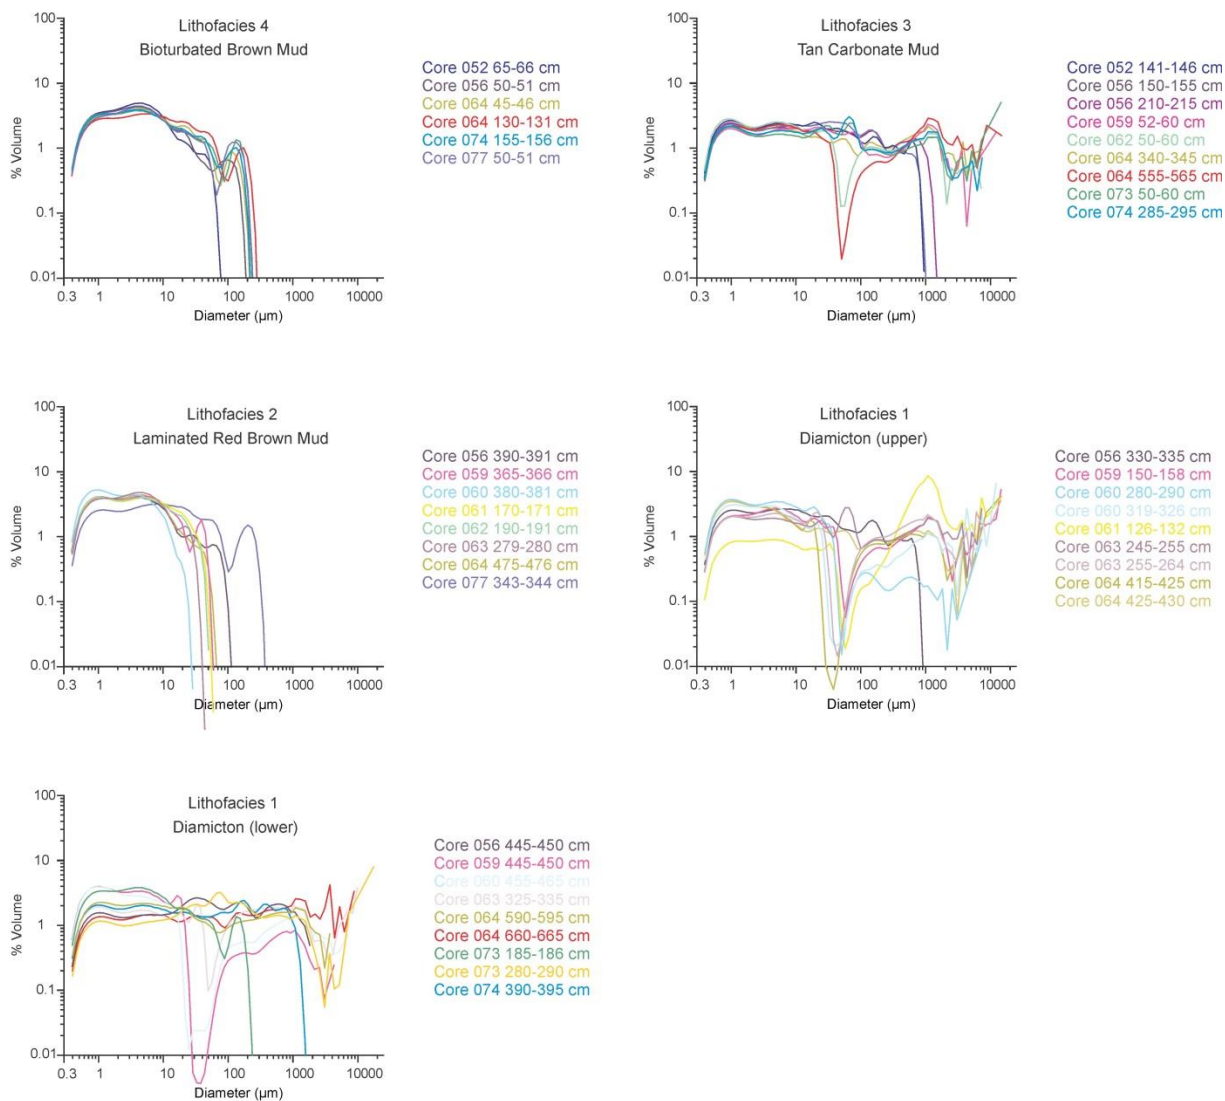 Lithofacies 4
Bioturbated Brown Mud
100
10
1
0.1
0.01
% Volume
0.3 1 10 100 1000 10000
Diameter (µm)
Core 052 65-66 cm
Core 056 50-51 cm
Core 064 45-46 cm
Core 064 130-131 cm
Core 074 155-156 cm
Core 077 50-51 cm
Lithofacies 3
Tan Carbonate Mud
100
10
1
0.1
0.01
% Volume
0.3 1 10 100 1000 10000
Diameter (µm)
Core 052 141-146 cm
Core 056 150-155 cm
Core 056 210-215 cm
Core 059 52-60 cm
Core 062 50-60 cm
Core 064 340-345 cm
Core 064 555-565 cm
Core 073 50-60 cm
Core 074 285-295 cm
Lithofacies 2
Laminated Red Brown Mud
100
10
1
0.1
0.01
% Volume
0.3 1 10 100 1000 10000
Diameter (µm)
Core 056 390-391 cm
Core 059 365-366 cm
Core 060 380-381 cm
Core 061 170-171 cm
Core 062 190-191 cm
Core 063 279-280 cm
Core 064 475-476 cm
Core 077 343-344 cm
Lithofacies 1
Diamicton (upper)
100
10
1
0.1
0.01
% Volume
0.3 1 10 100 1000 10000
Diameter (µm)
Core 056 330-335 cm
Core 059 150-158 cm
Core 060 280-290 cm
Core 060 319-326 cm
Core 061 126-132 cm
Core 063 245-255 cm
Core 063 255-264 cm
Core 064 415-425 cm
Core 064 425-430 cm
Lithofacies 1
Diamicton (lower)
100
10
1
0.1
0.01
% Volume
0.3 1 10 100 1000 10000
Diameter (µm)
Core 056 445-450 cm
Core 059 445-450 cm
Core 060 455-465 cm
Core 063 325-335 cm
Core 064 590-595 cm
Core 064 660-665 cm
Core 073 185-186 cm
Core 073 280-290 cm
Core 074 390-395 cm